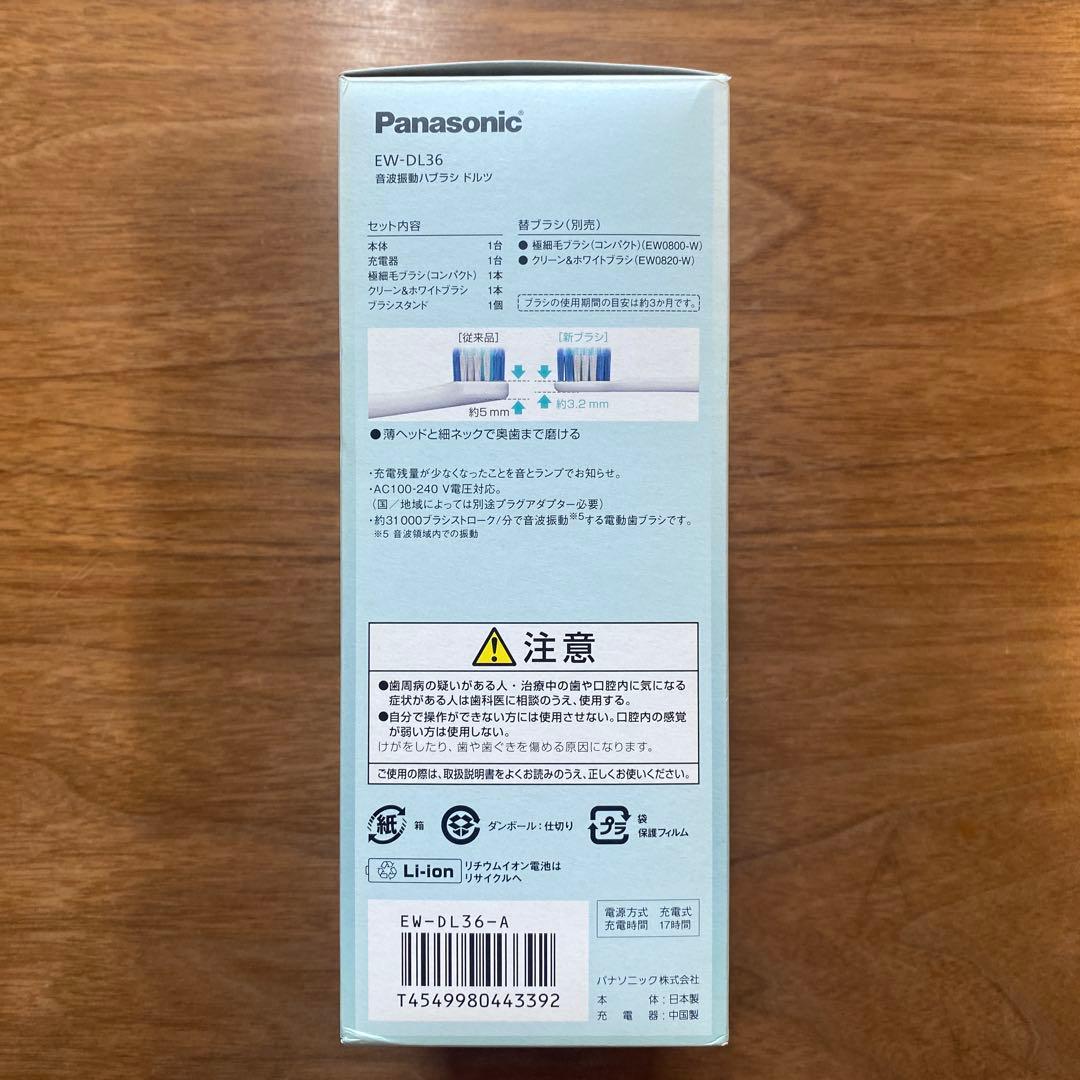 Panasonic®
EW-DL36
音波振動ハブラシ ドルツ
セット内容
本体 1台
充電器 1台
極細毛ブラシ(コンパクト) 1本
クリーン&ホワイトブラシ 1本
ブラシスタンド 1個
替ブラシ(別売)
● 極細毛ブラシ(コンパクト)(EW0800-W)
● クリーン&ホワイトブラシ(EW0820-W)
ブラシの使用期間の目安は約3か月です。
[従来品]
[新ブラシ]
約5mm
約3.2mm
●薄ヘッドと細ネックで奥歯まで磨ける
・充電残量が少なくなったことを音とランプでお知らせ。
・AC100-240 V電圧対応。
(国/地域によっては別途プラグアダプター必要)
・約31000ブラシストローク/分で音波振動※5する電動歯ブラシです。
※5 音波領域内での振動
注意
●歯周病の疑いがある人・治療中の歯や口腔内に気になる
症状がある人は歯科医に相談のうえ、使用する。
●自分で操作ができない方には使用させない。口腔内の感覚
が弱い方は使用しない。
けがをしたり、歯や歯ぐきを傷める原因になります。
ご使用の際は、取扱説明書をよくお読みのうえ、正しくお使いください。
紙 箱
ダンボール:仕切り
プラ 袋
保護フィルム
Li-ion
リチウムイオン電池は
リサイクルへ
EW-DL36-A
T4549980443392
電源方式 充電式
充電時間 17時間
パナソニック株式会社
本体:日本製
充電器:中国製